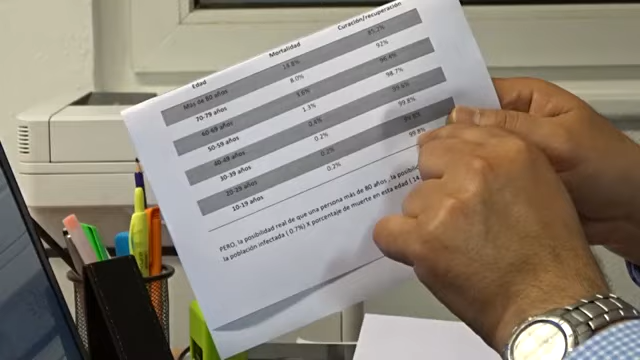 Edad Mortalidad Curación/recuperación
Más de 80 años 14.8% 85.2%
70-79 años 8.0% 92%
60-69 años 3.6% 96.4%
50-59 años 1.3% 98.7%
40-49 años 0.4% 99.6%
30-39 años 0.2% 99.8%
20-29 años 0.2%
10-19 años 0.2% 99.8%
PERO, la posibilidad real de que una persona más de 80 años , la posibil
la población infectada ( 0.7%) X porcentaje de muerte en esta edad ( 14